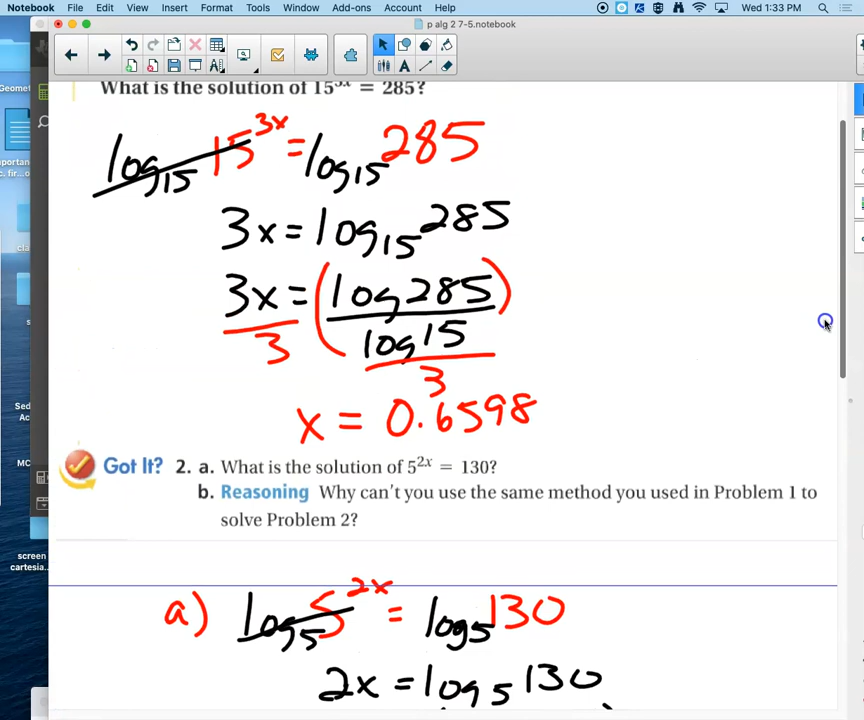 Notebook File Edit View Insert Format Tools Window Add-ons Account Help Wed 1:33 PM
p alg 2 7-5.notebook
What is the solution of 15^3x = 285?
log₁₅ 15^3x = log₁₅ 285
3x = log₁₅ 285
3x = (log 285)
3 log 15
3
x = 0.6598
Got It? 2. a. What is the solution of 5^2x = 130?
b. Reasoning Why can't you use the same method you used in Problem 1 to
solve Problem 2?
a) log₅ 5^2x = log₅ 130
2x = log₅ 130
Geomet
screen
cartesia
MC